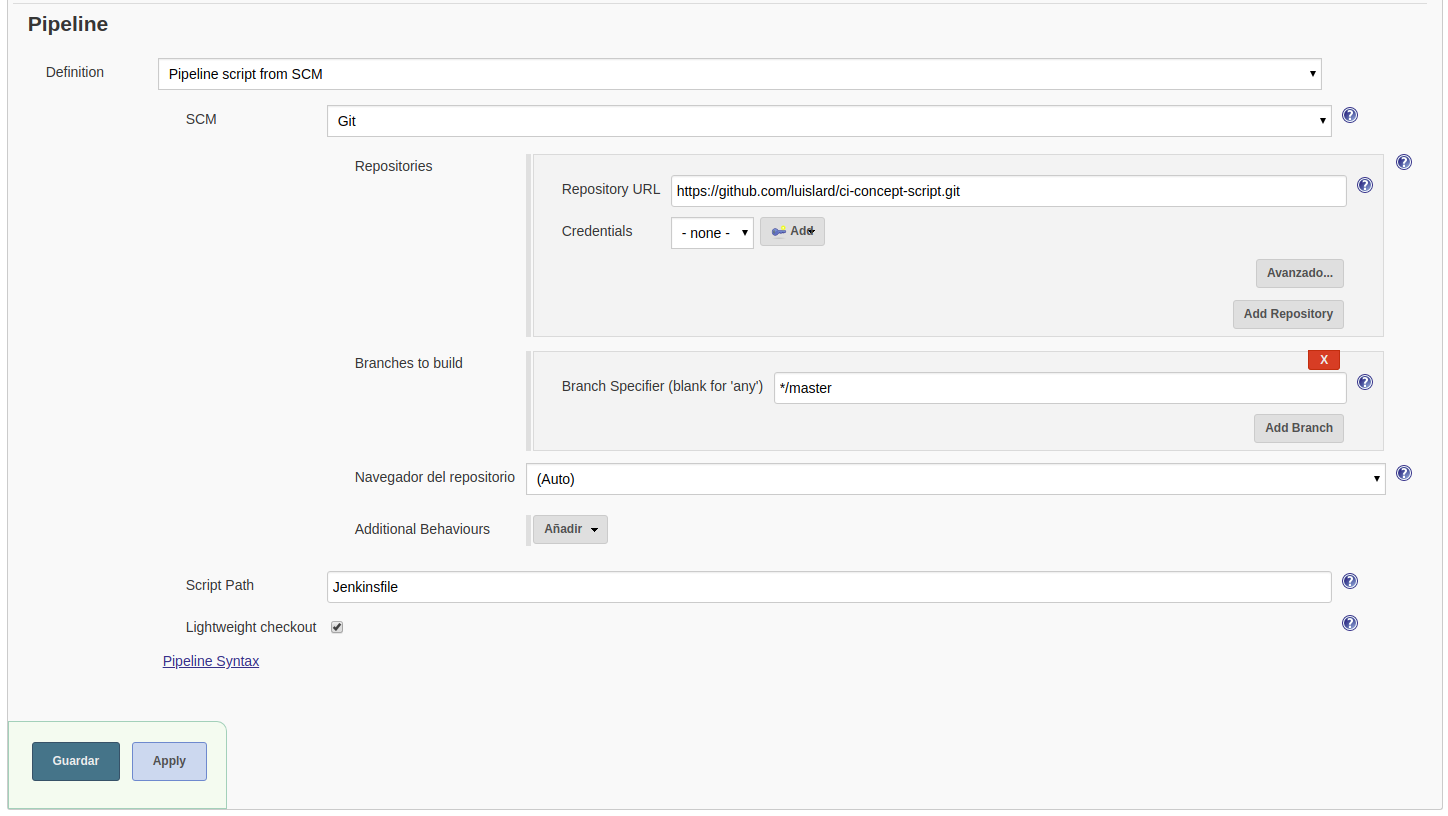 Pipeline
Definition
Pipeline script from SCM
SCM
Git
Repositories
Repository URL
https://github.com/luislard/ci-concept-script.git
Credentials
- none -
Add
Avanzado...
Add Repository
Branches to build
X
Branch Specifier (blank for 'any')
*/master
Add Branch
Navegador del repositorio
(Auto)
Additional Behaviours
Añadir
Script Path
Jenkinsfile
Lightweight checkout
Pipeline Syntax
Guardar
Apply